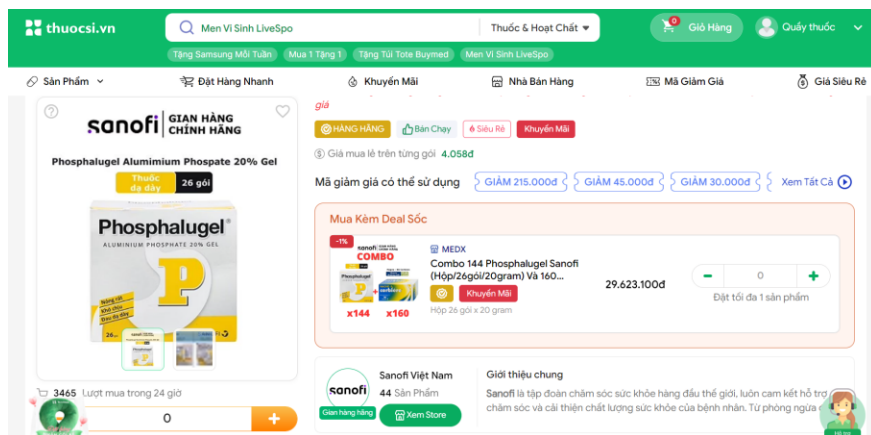 thuocsi.vn
Men Vi Sinh LiveSpo
Thuốc & Hoạt Chất
0
Giỏ Hàng
Quầy thuốc
Tặng Samsung Mỗi Tuần
Mua 1 Tặng 1
Tặng Túi Tote Buymed
Men Vi Sinh LiveSpo
Sản Phẩm
Đặt Hàng Nhanh
Khuyến Mãi
Nhà Bán Hàng
Mã Giảm Giá
Giá Siêu Rẻ
sanofi GIAN HÀNG
CHÍNH HÃNG
Phosphalugel Alumimium Phospate 20% Gel
Thuốc
dạ dày
26 gói
Phosphalugel®
ALUMINIUM PHOSPHATE 20% GEL
P
3465 Lượt mua trong 24 giờ
0
+
giá
HÀNG HÃNG
Bán Chạy
Siêu Rẻ
Khuyến Mãi
Giá mua lẻ trên từng gói 4.058đ
Mã giảm giá có thể sử dụng
GIẢM 215.000đ
GIẢM 45.000đ
GIẢM 30.000đ
Xem Tất Cả
Mua Kèm Deal Sốc
-1%
sanofi
COMBO
x144 x160
MEDX
Combo 144 Phosphalugel Sanofi
(Hộp/26gói/20gram) Và 160...
Khuyến Mãi
Hộp 26 gói x 20 gram
29.623.100đ
- 0 +
Đặt tối đa 1 sản phẩm
sanofi
Gian hàng hãng
Sanofi Việt Nam
44 Sản Phẩm
Xem Store
Giới thiệu chung
Sanofi là tập đoàn chăm sóc sức khỏe hàng đầu thế giới, luôn cam kết hỗ trợ
chăm sóc và cải thiện chất lượng sức khỏe của bệnh nhân. Từ phòng ngừa